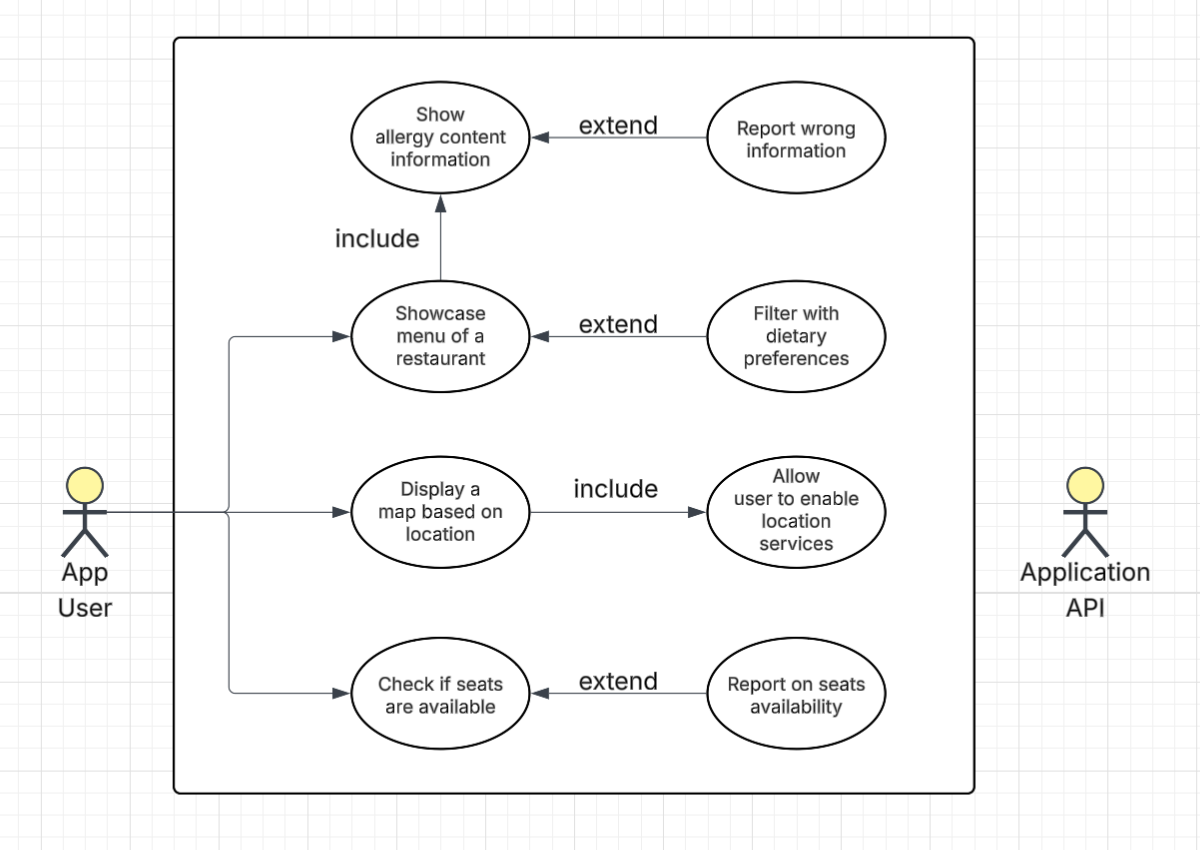 Show
allergy content
information
extend
Report wrong
information
include
Showcase
menu of a
restaurant
extend
Filter with
dietary
preferences
Display a
map based on
location
include
Allow
user to enable
location
services
App
User
Application
API
Check if seats
are available
extend
Report on seats
availability